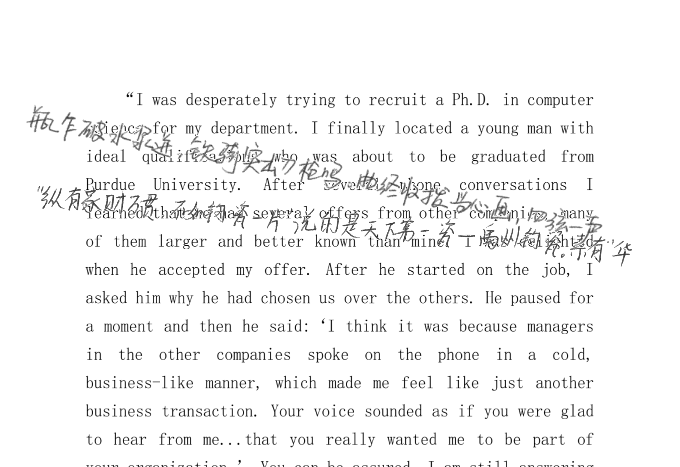 “I was desperately trying to recruit a Ph.D. in computer
science for my department. I finally located a young man with
ideal qualifications who was about to be graduated from
Purdue University. After several phone conversations I
learned that he had several offers from other companies, many
of them larger and better known than mine. I was delighted
when he accepted my offer. After he started on the job, I
asked him why he had chosen us over the others. He paused for
a moment and then he said: ‘I think it was because managers
in the other companies spoke on the phone in a cold,
business-like manner, which made me feel like just another
business transaction. Your voice sounded as if you were glad
to hear from me...that you really wanted me to be part of
your organization.’ You can be assured, I am still answering
瓶乍破水浆迸,铁骑突出刀枪鸣,曲终收拨当心画,四弦一声
“纵有家财万贯,不如钧瓷一片”说的是天下第一瓷—禹州钧瓷。素有“华